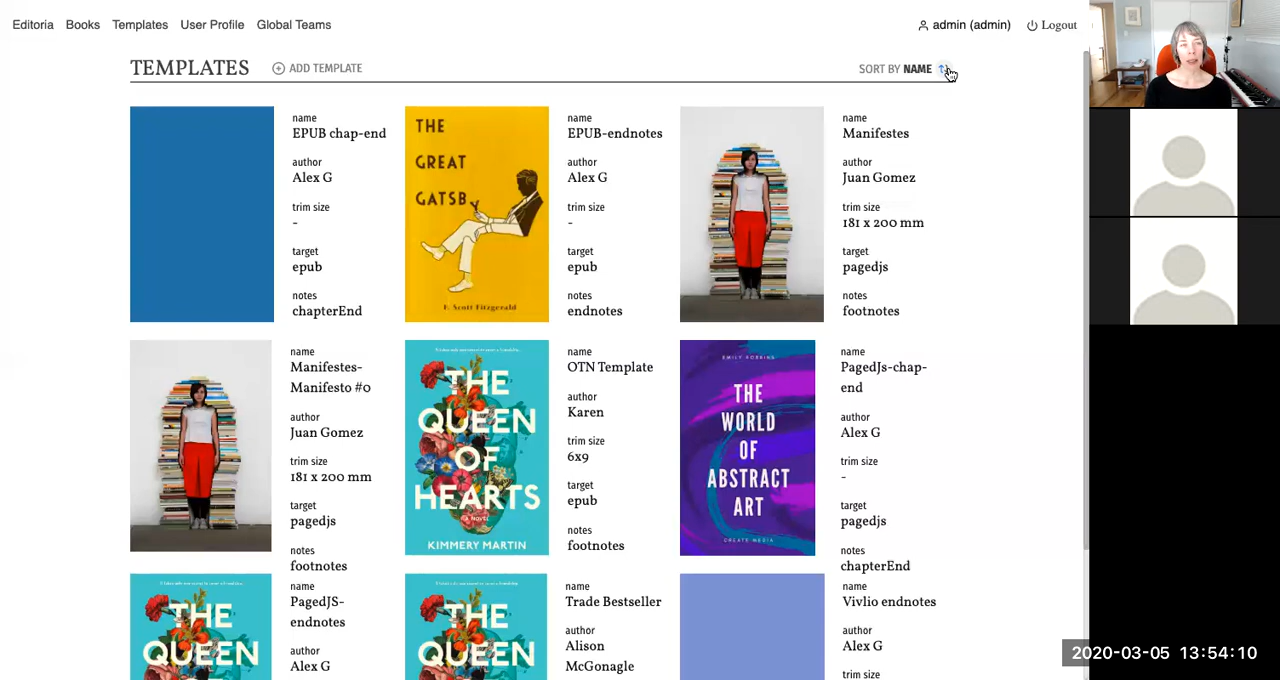 Editoria Books Templates User Profile Global Teams
admin (admin) Logout
TEMPLATES ADD TEMPLATE
SORT BY NAME
THE
GREAT
GATSB
F. Scott Fitzgerald
name
EPUB chap-end
author
Alex G
trim size
-
target
epub
notes
chapterEnd
name
EPUB-endnotes
author
Alex G
trim size
-
target
epub
notes
endnotes
name
Manifestes
author
Juan Gomez
trim size
181 x 200 mm
target
pagedjs
notes
footnotes
name
Manifestes-
Manifesto #0
author
Juan Gomez
trim size
181 x 200 mm
target
pagedjs
notes
footnotes
THE
QUEEN
OF
HEARTS
A NOVEL
KIMMERY MARTIN
name
OTN Template
author
Karen
trim size
6x9
target
epub
notes
footnotes
EMILY ROBBINS
THE
WORLD
OF
ABSTRACT
ART
CREATE MEDIA
name
PagedJs-chap-
end
author
Alex G
trim size
-
target
pagedjs
notes
chapterEnd
THE
QUEEN
name
PagedJS-
endnotes
author
Alex G
THE
QUEEN
name
Trade Bestseller
author
Alison
McGonagle
name
Vivlio endnotes
author
Alex G
trim size
2020-03-05 13:54:10